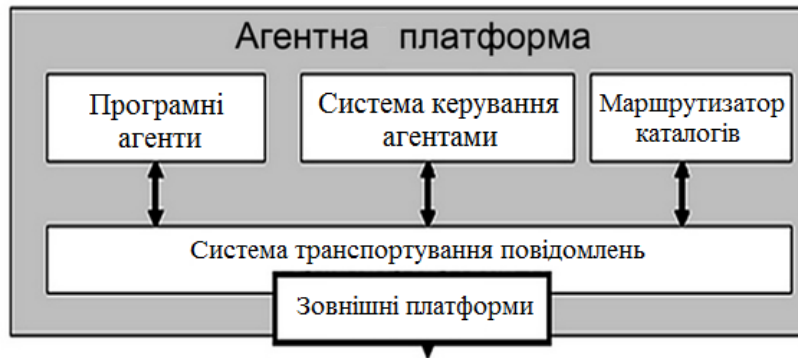 Агентна платформа
Програмні
агенти
Система керування
агентами
Маршрутизатор
каталогів
Система транспортування повідомлень
Зовнішні платформи